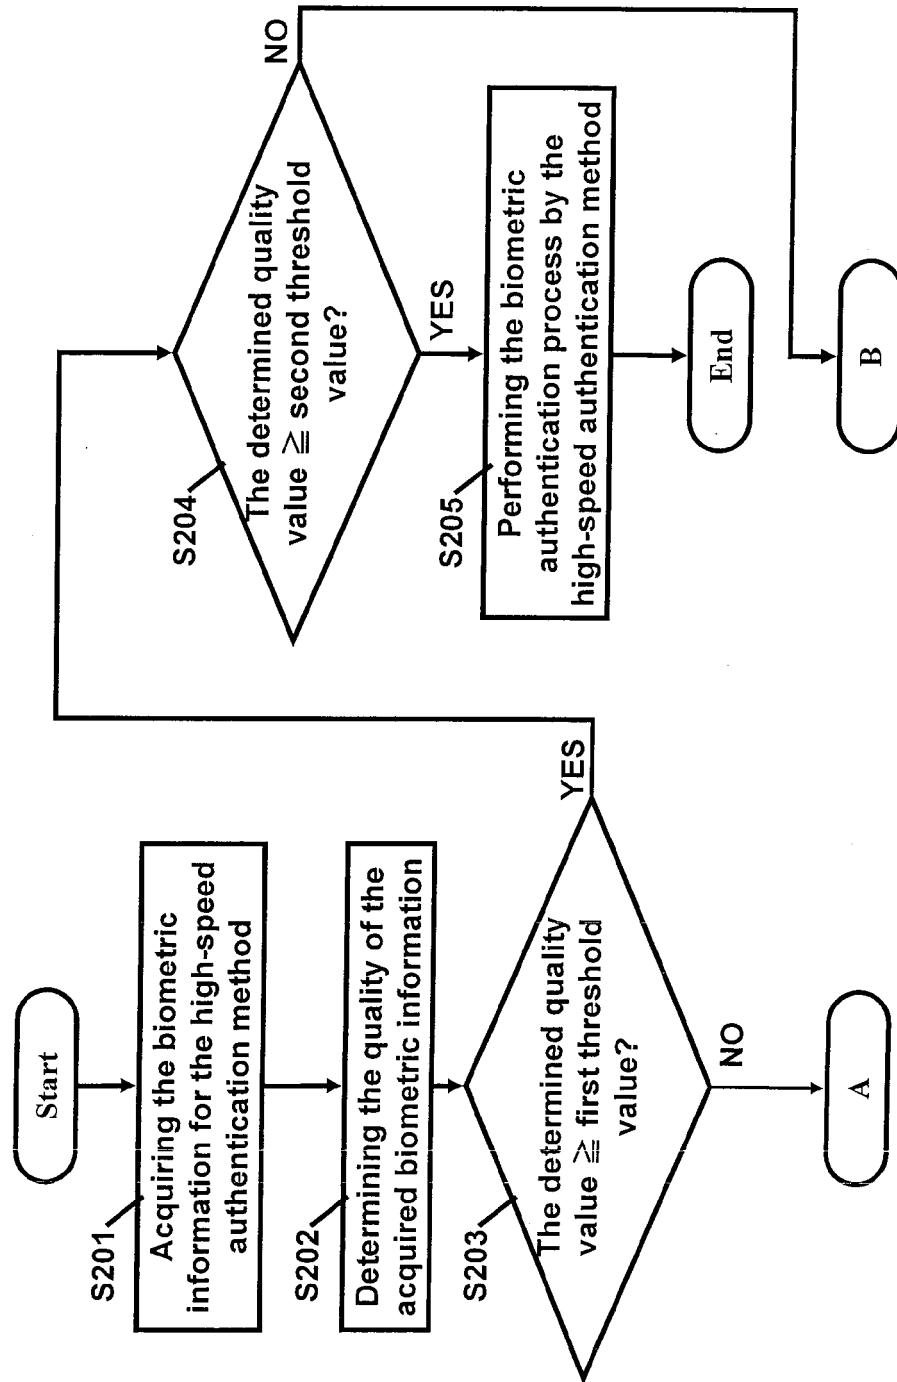 Start
S201
Acquiring the biometric
information for the high-speed
authentication method
S202
Determining the quality of the
acquired biometric information
S203
The determined quality
value ≧ first threshold
value?
YES
NO
A
S204
The determined quality
value ≧ second threshold
value?
NO
YES
S205
Performing the biometric
authentication process by the
high-speed authentication method
End
B